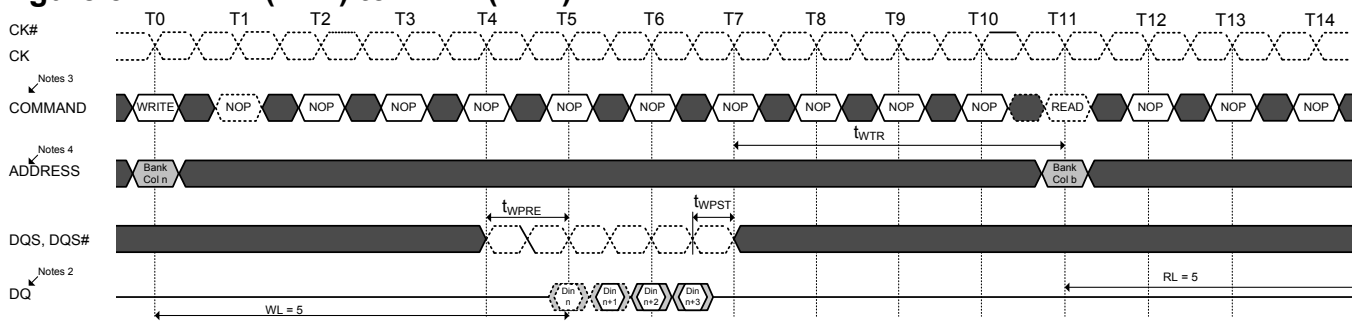 T0 T1 T2 T3 T4 T5 T6 T7 T8 T9 T10 T11 T12 T13 T14
CK#
CK
Notes 3
COMMAND WRITE NOP NOP NOP NOP NOP NOP NOP NOP NOP NOP READ NOP NOP NOP
tWTR
Notes 4
ADDRESS
Bank Bank
Col n Col b
tWPRE tWPST
DQS, DQS#
Notes 2
DQ
Din Din Din Din
n n+1 n+2 n+3
RL = 5
WL = 5